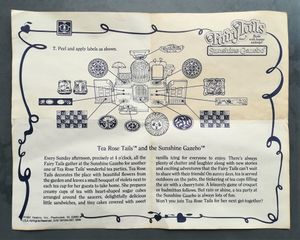 Fairy Tails
Sunshine Gazebo
2. Peel and apply labels as shown.
Tea Rose Tails™ and the Sunshine Gazebo™
Every Sunday afternoon, precisely at 4 o'clock, all the
Fairy Tails gather at the Sunshine Gazebo for another
one of Tea Rose Tails' wonderful tea parties. Tea Rose
Tails decorates the place with beautiful flowers from
the garden and leaves a small bouquet of violets next to
each tea cup for her guests to take home. She prepares
creamy cups of tea with heart-shaped sugar cubes
arranged around the saucers, delightfully delicious
little sandwiches, and tiny cakes covered with sweet
vanilla icing for everyone to enjoy. There's always
plenty of chatter and laughter along with new stories
and exciting adventures that the Fairy Tails can't wait
to share with their friends! On sunny days, tea is served
outdoors on the patio, the tinkling of tea cups filling
the air with a cheery tune. A leisurely game of croquet
or badminton follows. But rain or shine, a tea party at
the Sunshine Gazebo is always lots of fun.
Won't you join Tea Rose Tails for her next get-together?